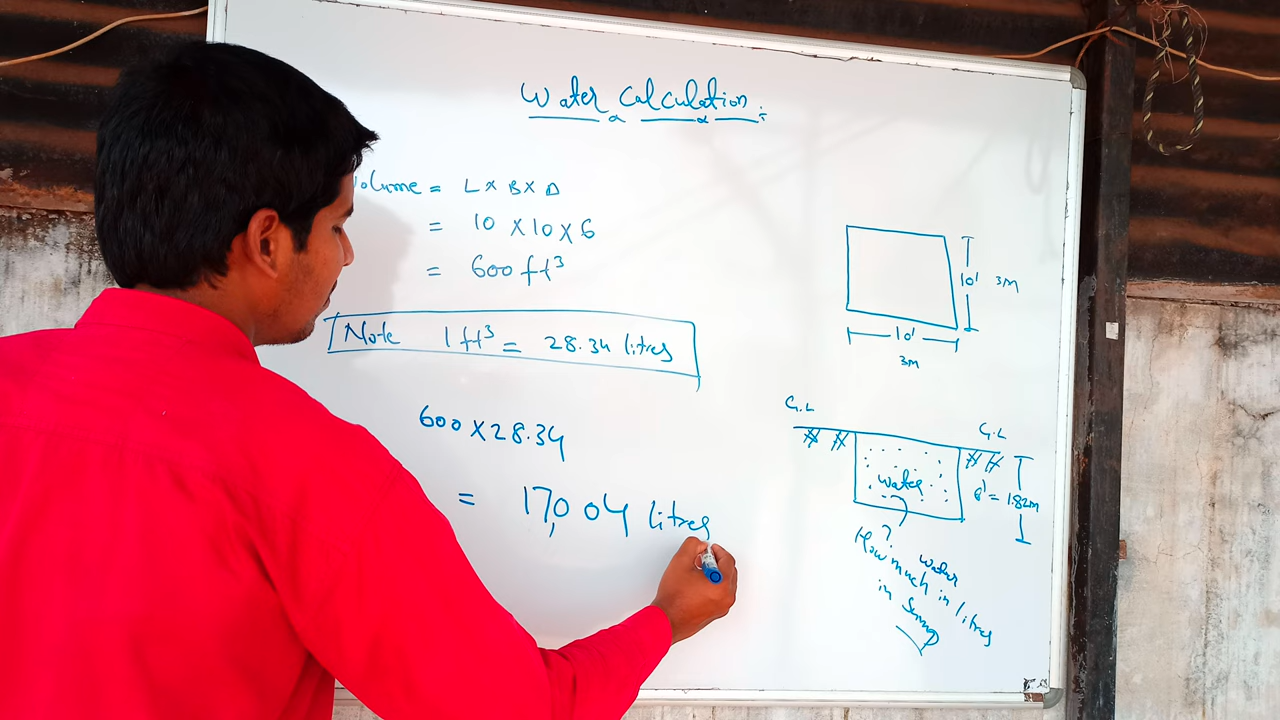 Water Calculation:
Volume = L x B x D
= 10 x 10 x 6
= 600 ft³
Note 1 ft³ = 28.34 litres
600 x 28.34
= 17,004 litres
10' 3M
10'
3M
G.L
G.L
water
6' = 1.82m
?
water
How much in litres
in Sump